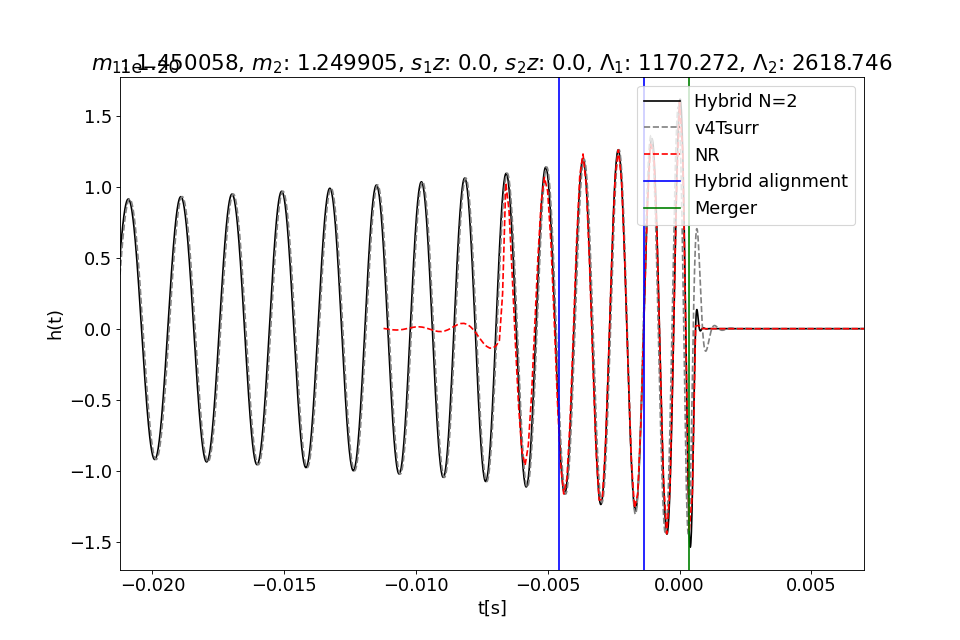 m₁: 1.450058, m₂: 1.249905, s₁z: 0.0, s₂z: 0.0, Λ₁: 1170.272, Λ₂: 2618.746
1e−20
Hybrid N=2
v4Tsurr
NR
Hybrid alignment
Merger
1.5
1.0
0.5
0.0
−0.5
−1.0
−1.5
h(t)
−0.020 −0.015 −0.010 −0.005 0.000 0.005
t[s]